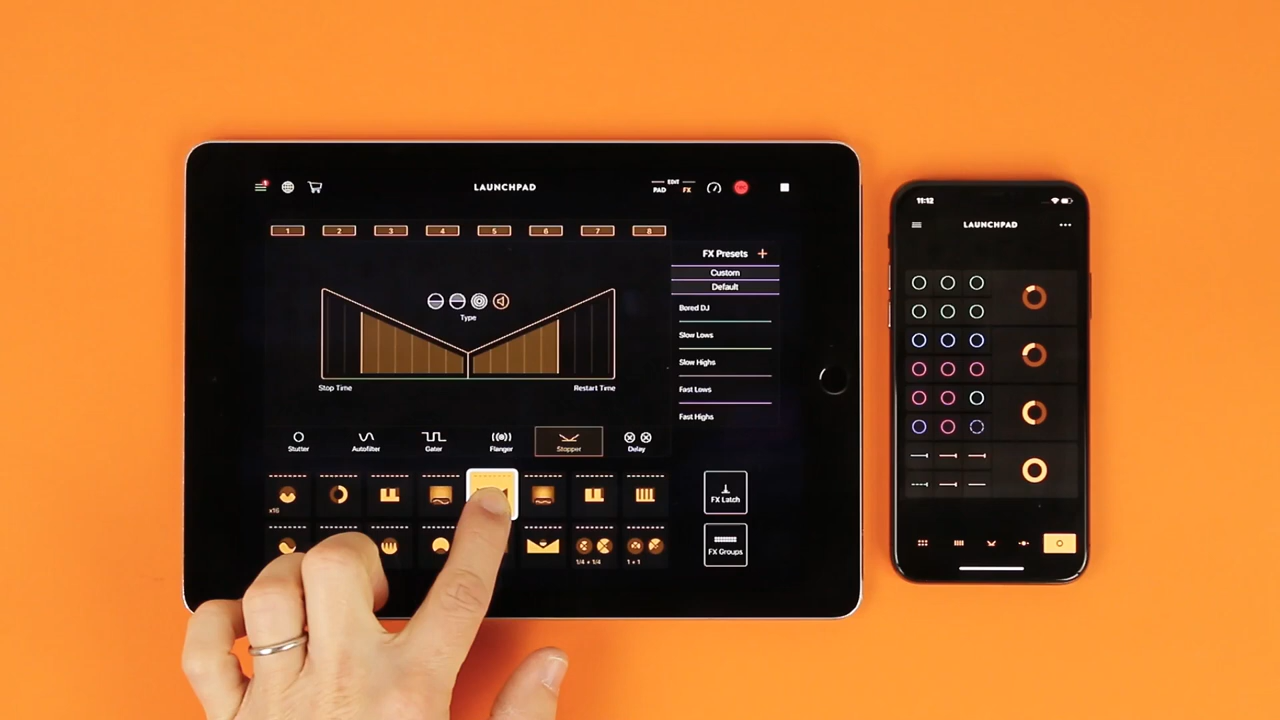 LAUNCHPAD
EDIT
PAD FX
1 2 3 4 5 6 7 8
Type
Stop Time
Restart Time
FX Presets +
Custom
Default
Bored DJ
Slow Lows
Slow Highs
Fast Lows
Fast Highs
Stutter Autofilter Gater Flanger Stopper Delay
x16
1/4 + 1/4 1 × 1
FX Latch
FX Groups
11:12
LAUNCHPAD